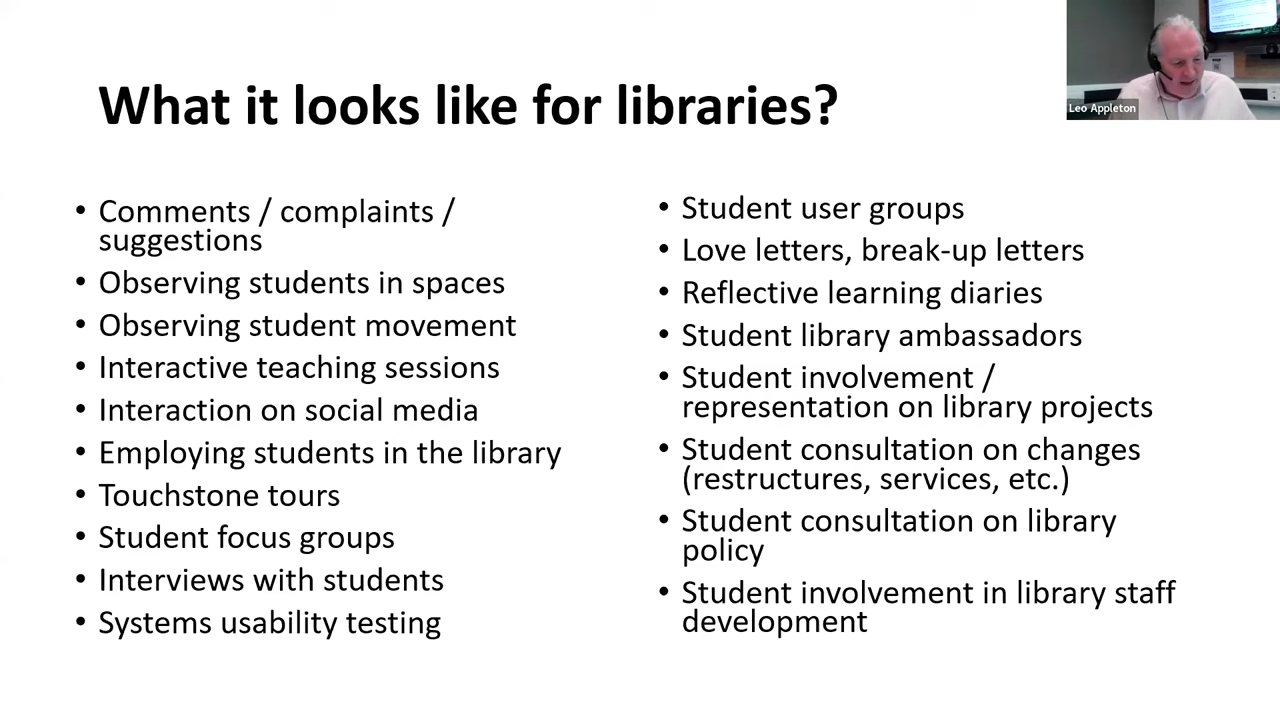 What it looks like for libraries?
• Comments / complaints /
suggestions
• Observing students in spaces
• Observing student movement
• Interactive teaching sessions
• Interaction on social media
• Employing students in the library
• Touchstone tours
• Student focus groups
• Interviews with students
• Systems usability testing
• Student user groups
• Love letters, break-up letters
• Reflective learning diaries
• Student library ambassadors
• Student involvement /
representation on library projects
• Student consultation on changes
(restructures, services, etc.)
• Student consultation on library
policy
• Student involvement in library staff
development
Leo Appleton